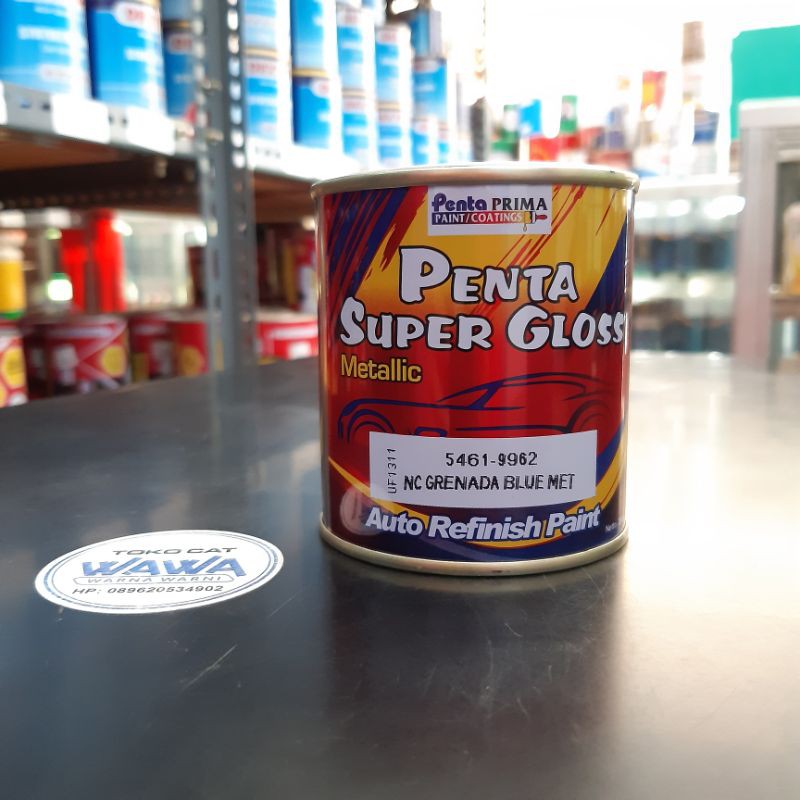 Penta PRIMA
PAINT/COATINGS
PENTA
SUPER GLOSS
Metallic
UF1311
5461-9962
NC GRENADA BLUE MET
Auto Refinish Paint
TOKO CAT
WAWA
WARNA WARNI
HP: 089620534902